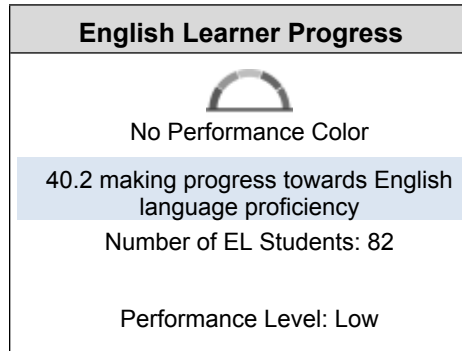 English Learner Progress
No Performance Color
40.2 making progress towards English
language proficiency
Number of EL Students: 82
Performance Level: Low